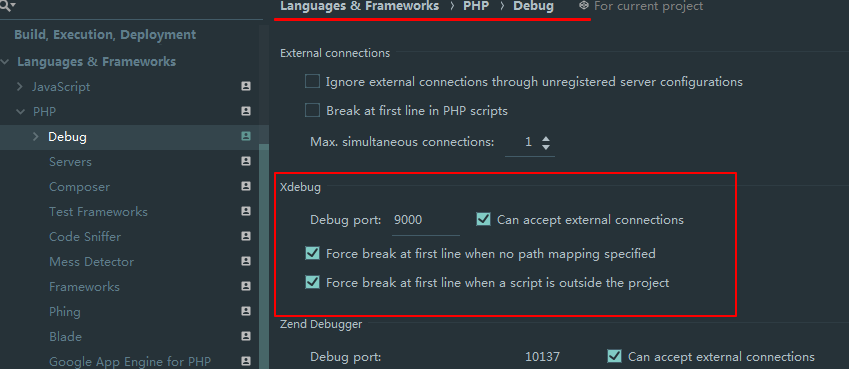 Languages & Frameworks › PHP › Debug For current project
Build, Execution, Deployment
Languages & Frameworks
JavaScript
PHP
Debug
Servers
Composer
Test Frameworks
Code Sniffer
Mess Detector
Frameworks
Phing
Blade
Google App Engine for PHP
External connections
Ignore external connections through unregistered server configurations
Break at first line in PHP scripts
Max. simultaneous connections: 1
Xdebug
Debug port: 9000 Can accept external connections
Force break at first line when no path mapping specified
Force break at first line when a script is outside the project
Zend Debugger
Debug port: 10137 Can accept external connections